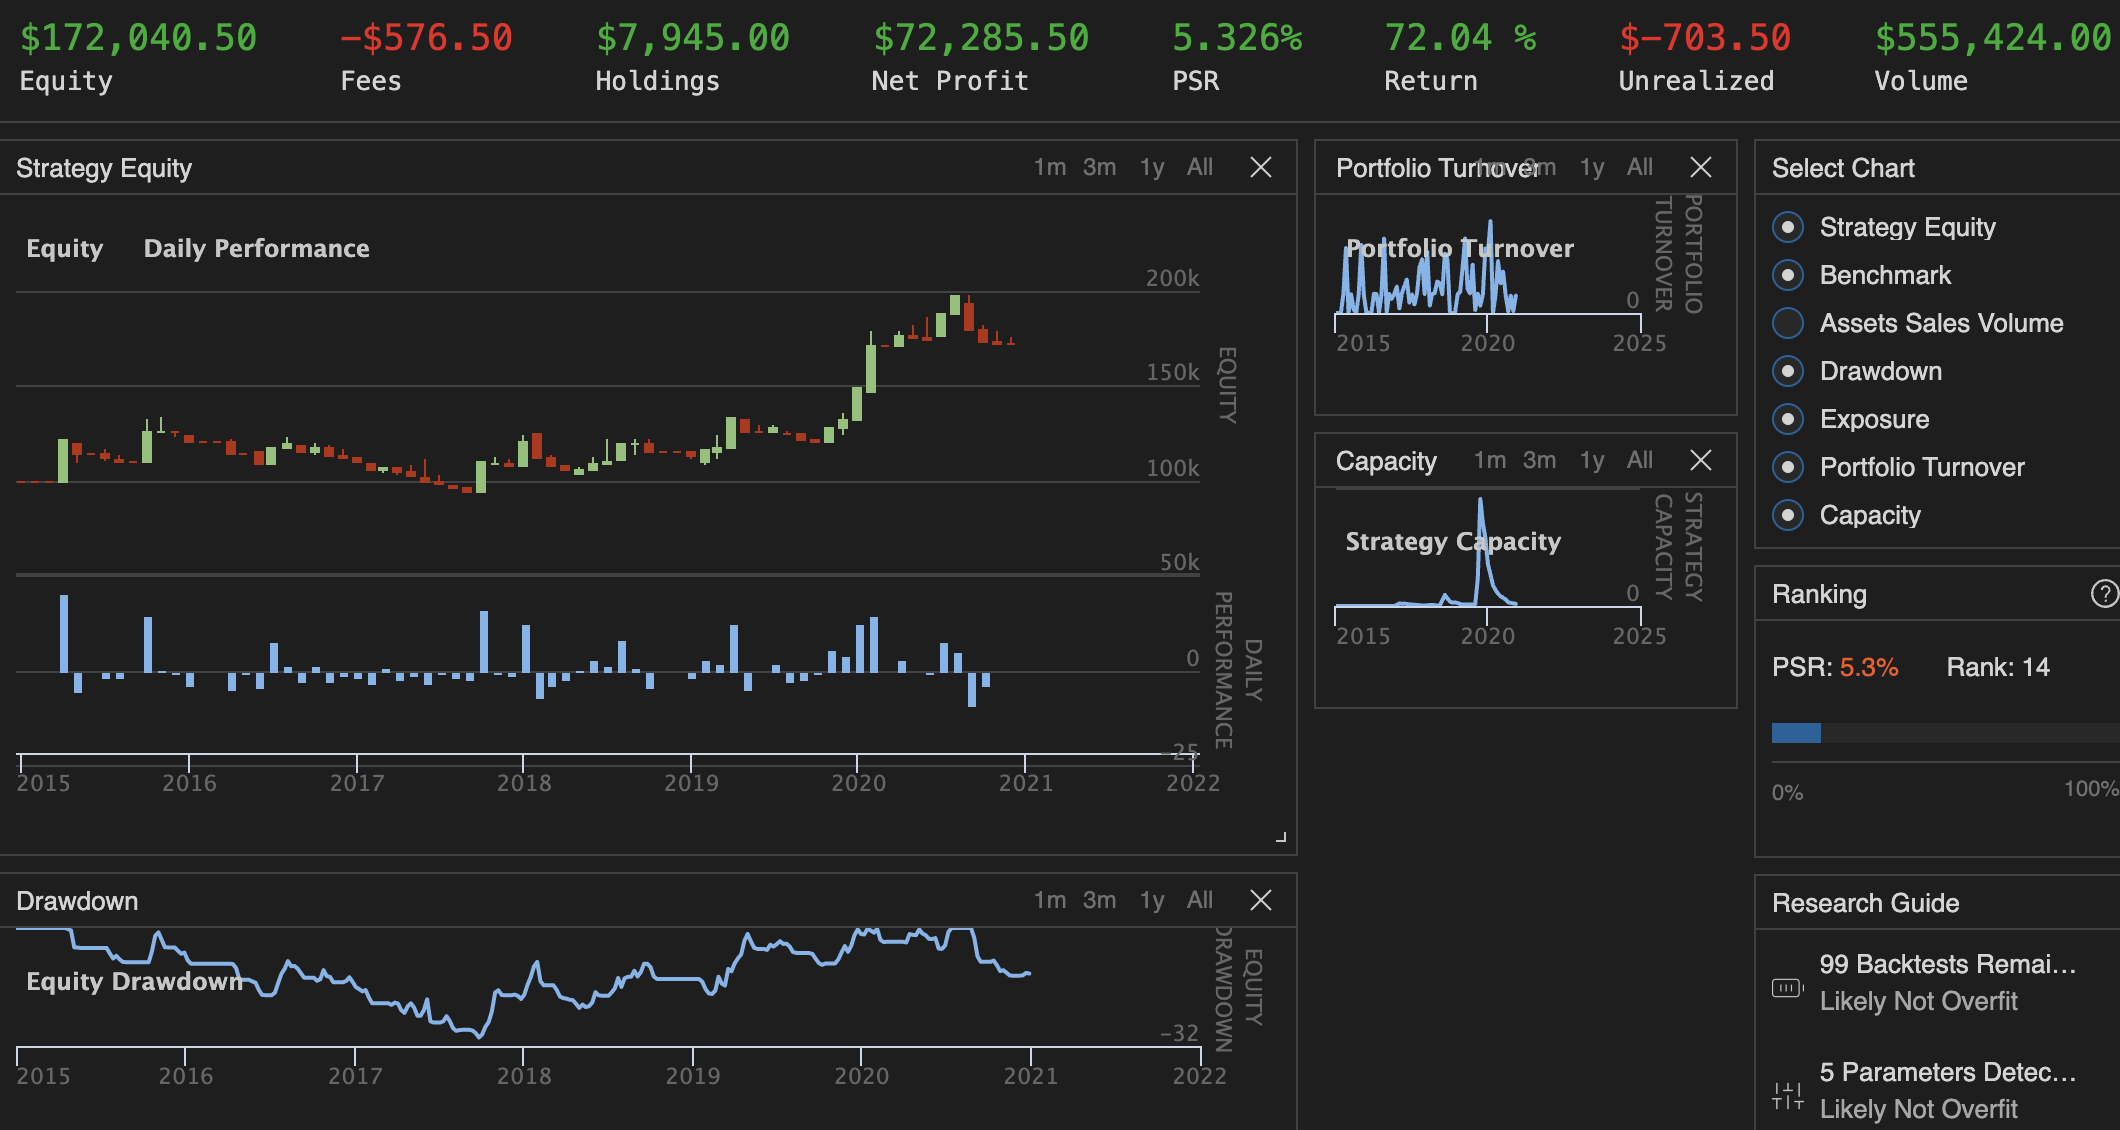 $172,040.50 -$576.50 $7,945.00 $72,285.50 5.326% 72.04 % $-703.50 $555,424.00
Equity Fees Holdings Net Profit PSR Return Unrealized Volume
Strategy Equity 1m 3m 1y All
Equity Daily Performance
200k
150k
100k
50k
0
-25
EQUITY
DAILY
PERFORMANCE
2015 2016 2017 2018 2019 2020 2021 2022
Drawdown 1m 3m 1y All
Equity Drawdown
-32
EQUITY
DRAWDOWN
2015 2016 2017 2018 2019 2020 2021 2022
Portfolio Turnover 1m 3m 1y All
Portfolio Turnover
PORTFOLIO
TURNOVER
0
2015 2020 2025
Capacity 1m 3m 1y All
Strategy Capacity
STRATEGY
CAPACITY
0
2015 2020 2025
Select Chart
Strategy Equity
Benchmark
Assets Sales Volume
Drawdown
Exposure
Portfolio Turnover
Capacity
Ranking ?
PSR: 5.3% Rank: 14
0% 100%
Research Guide
99 Backtests Remai...
Likely Not Overfit
5 Parameters Detec...
Likely Not Overfit